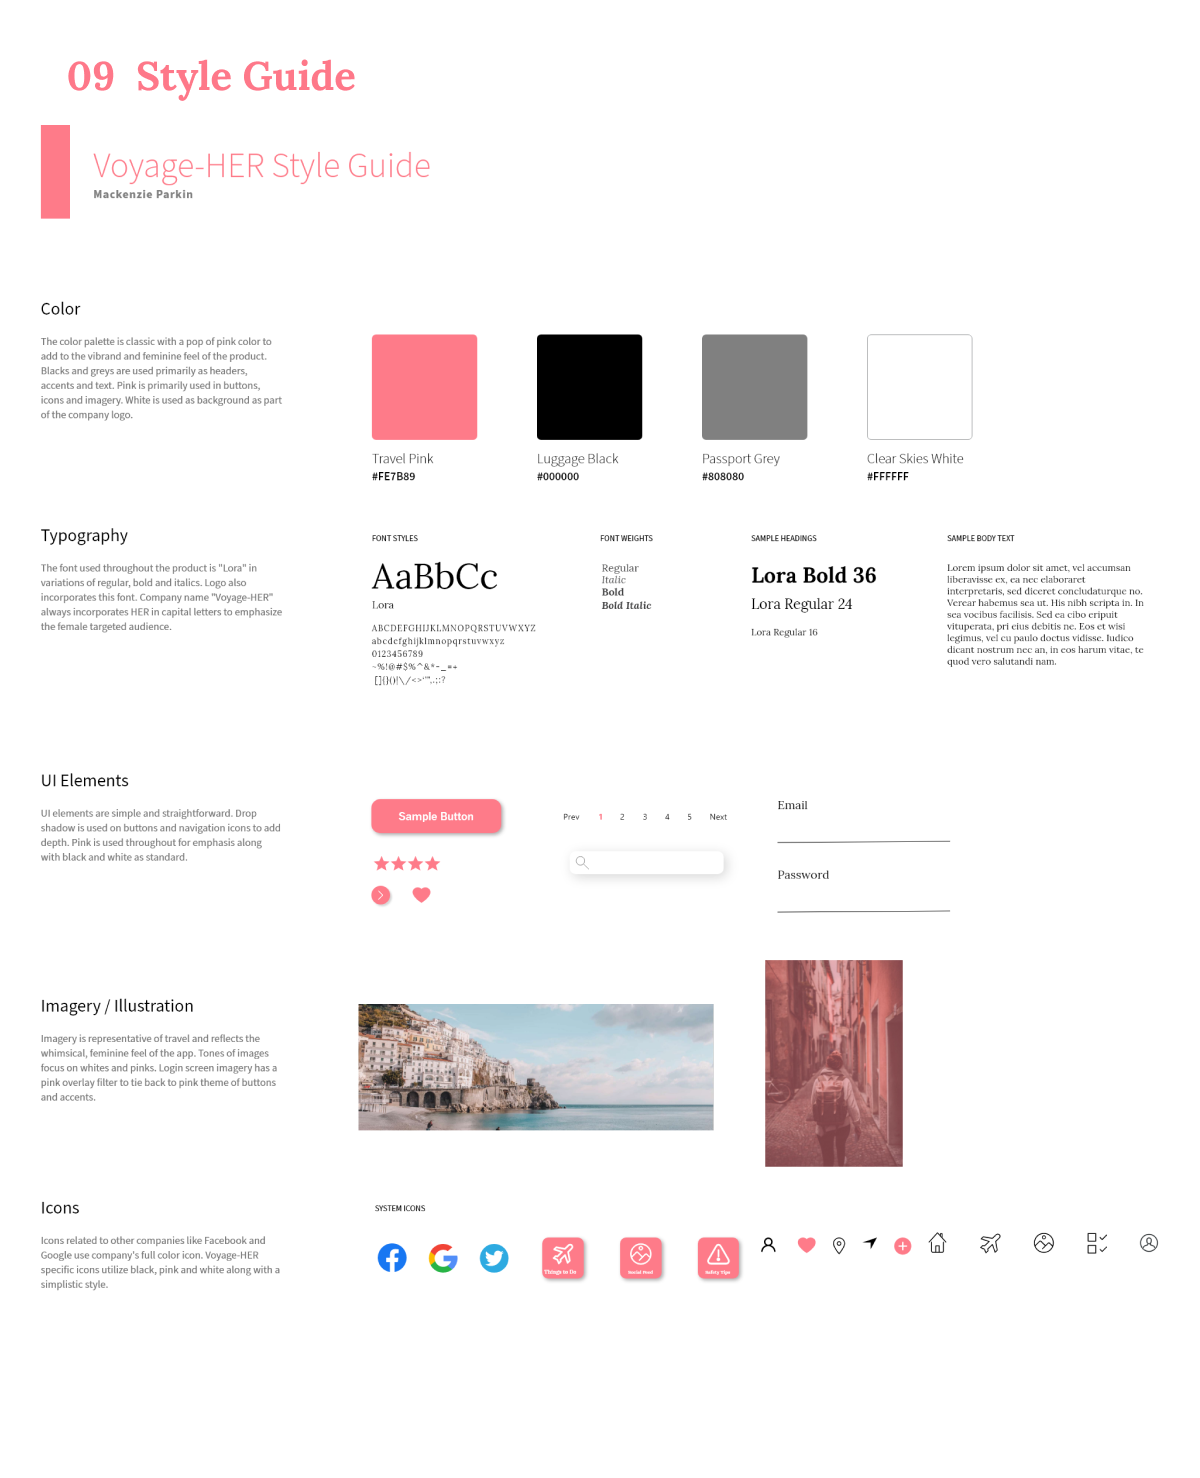 09 Style Guide
Voyage-HER Style Guide
Mackenzie Parkin
Color
The color palette is classic with a pop of pink color to
add to the vibrand and feminine feel of the product.
Blacks and greys are used primarily as headers,
accents and text. Pink is primarily used in buttons,
icons and imagery. White is used as background as part
of the company logo.
Travel Pink
#FE7B89
Luggage Black
#000000
Passport Grey
#808080
Clear Skies White
#FFFFFF
Typography
The font used throughout the product is "Lora" in
variations of regular, bold and italics. Logo also
incorporates this font. Company name "Voyage-HER"
always incorporates HER in capital letters to emphasize
the female targeted audience.
FONT STYLES
AaBbCc
Lora
ABCDEFGHIJKLMNOPQRSTUVWXYZ
abcdefghijklmnopqrstuvwxyz
0123456789
~%!@#$%^&*-_=+
[]{}()!\/<>'",.;:?
FONT WEIGHTS
Regular
Italic
Bold
Bold Italic
SAMPLE HEADINGS
Lora Bold 36
Lora Regular 24
Lora Regular 16
SAMPLE BODY TEXT
Lorem ipsum dolor sit amet, vel accumsan
liberavisse ex, ea nec elaboraret
interpretaris, sed diceret concludaturque no.
Verear habemus sea ut. His nibh scripta in. In
sea vocibus facilisis. Sed ea cibo eripuit
vituperata, pri eius debitis ne. Eos et wisi
legimus, vel cu paulo doctus vidisse. Iudico
dicant nostrum nec an, in eos harum vitae, te
quod vero salutandi nam.
UI Elements
UI elements are simple and straightforward. Drop
shadow is used on buttons and navigation icons to add
depth. Pink is used throughout for emphasis along
with black and white as standard.
Sample Button
Prev 1 2 3 4 5 Next
Email
Password
Imagery / Illustration
Imagery is representative of travel and reflects the
whimsical, feminine feel of the app. Tones of images
focus on whites and pinks. Login screen imagery has a
pink overlay filter to tie back to pink theme of buttons
and accents.
Icons
Icons related to other companies like Facebook and
Google use company's full color icon. Voyage-HER
specific icons utilize black, pink and white along with a
simplistic style.
SYSTEM ICONS
Things to Do
Social Feed
Safety Tips